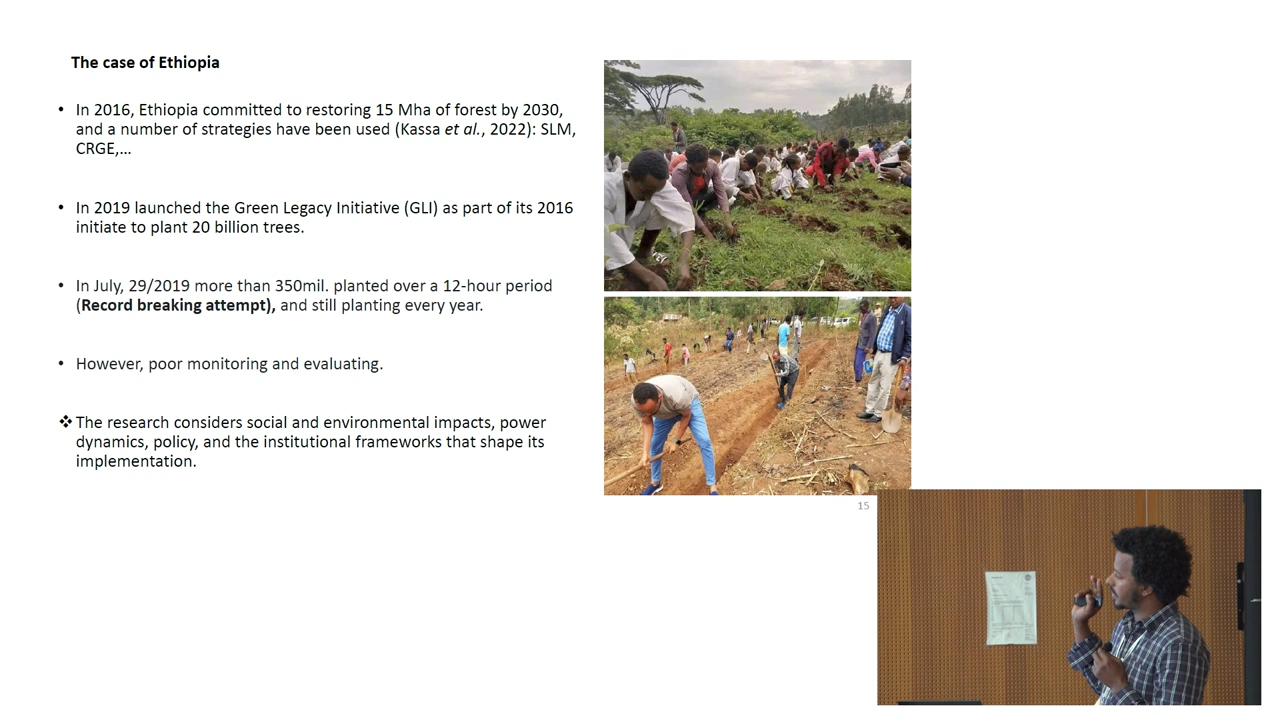 The case of Ethiopia
• In 2016, Ethiopia committed to restoring 15 Mha of forest by 2030,
and a number of strategies have been used (Kassa et al., 2022): SLM,
CRGE,...
• In 2019 launched the Green Legacy Initiative (GLI) as part of its 2016
initiate to plant 20 billion trees.
• In July, 29/2019 more than 350mil. planted over a 12-hour period
(Record breaking attempt), and still planting every year.
• However, poor monitoring and evaluating.
❖ The research considers social and environmental impacts, power
dynamics, policy, and the institutional frameworks that shape its
implementation.
15